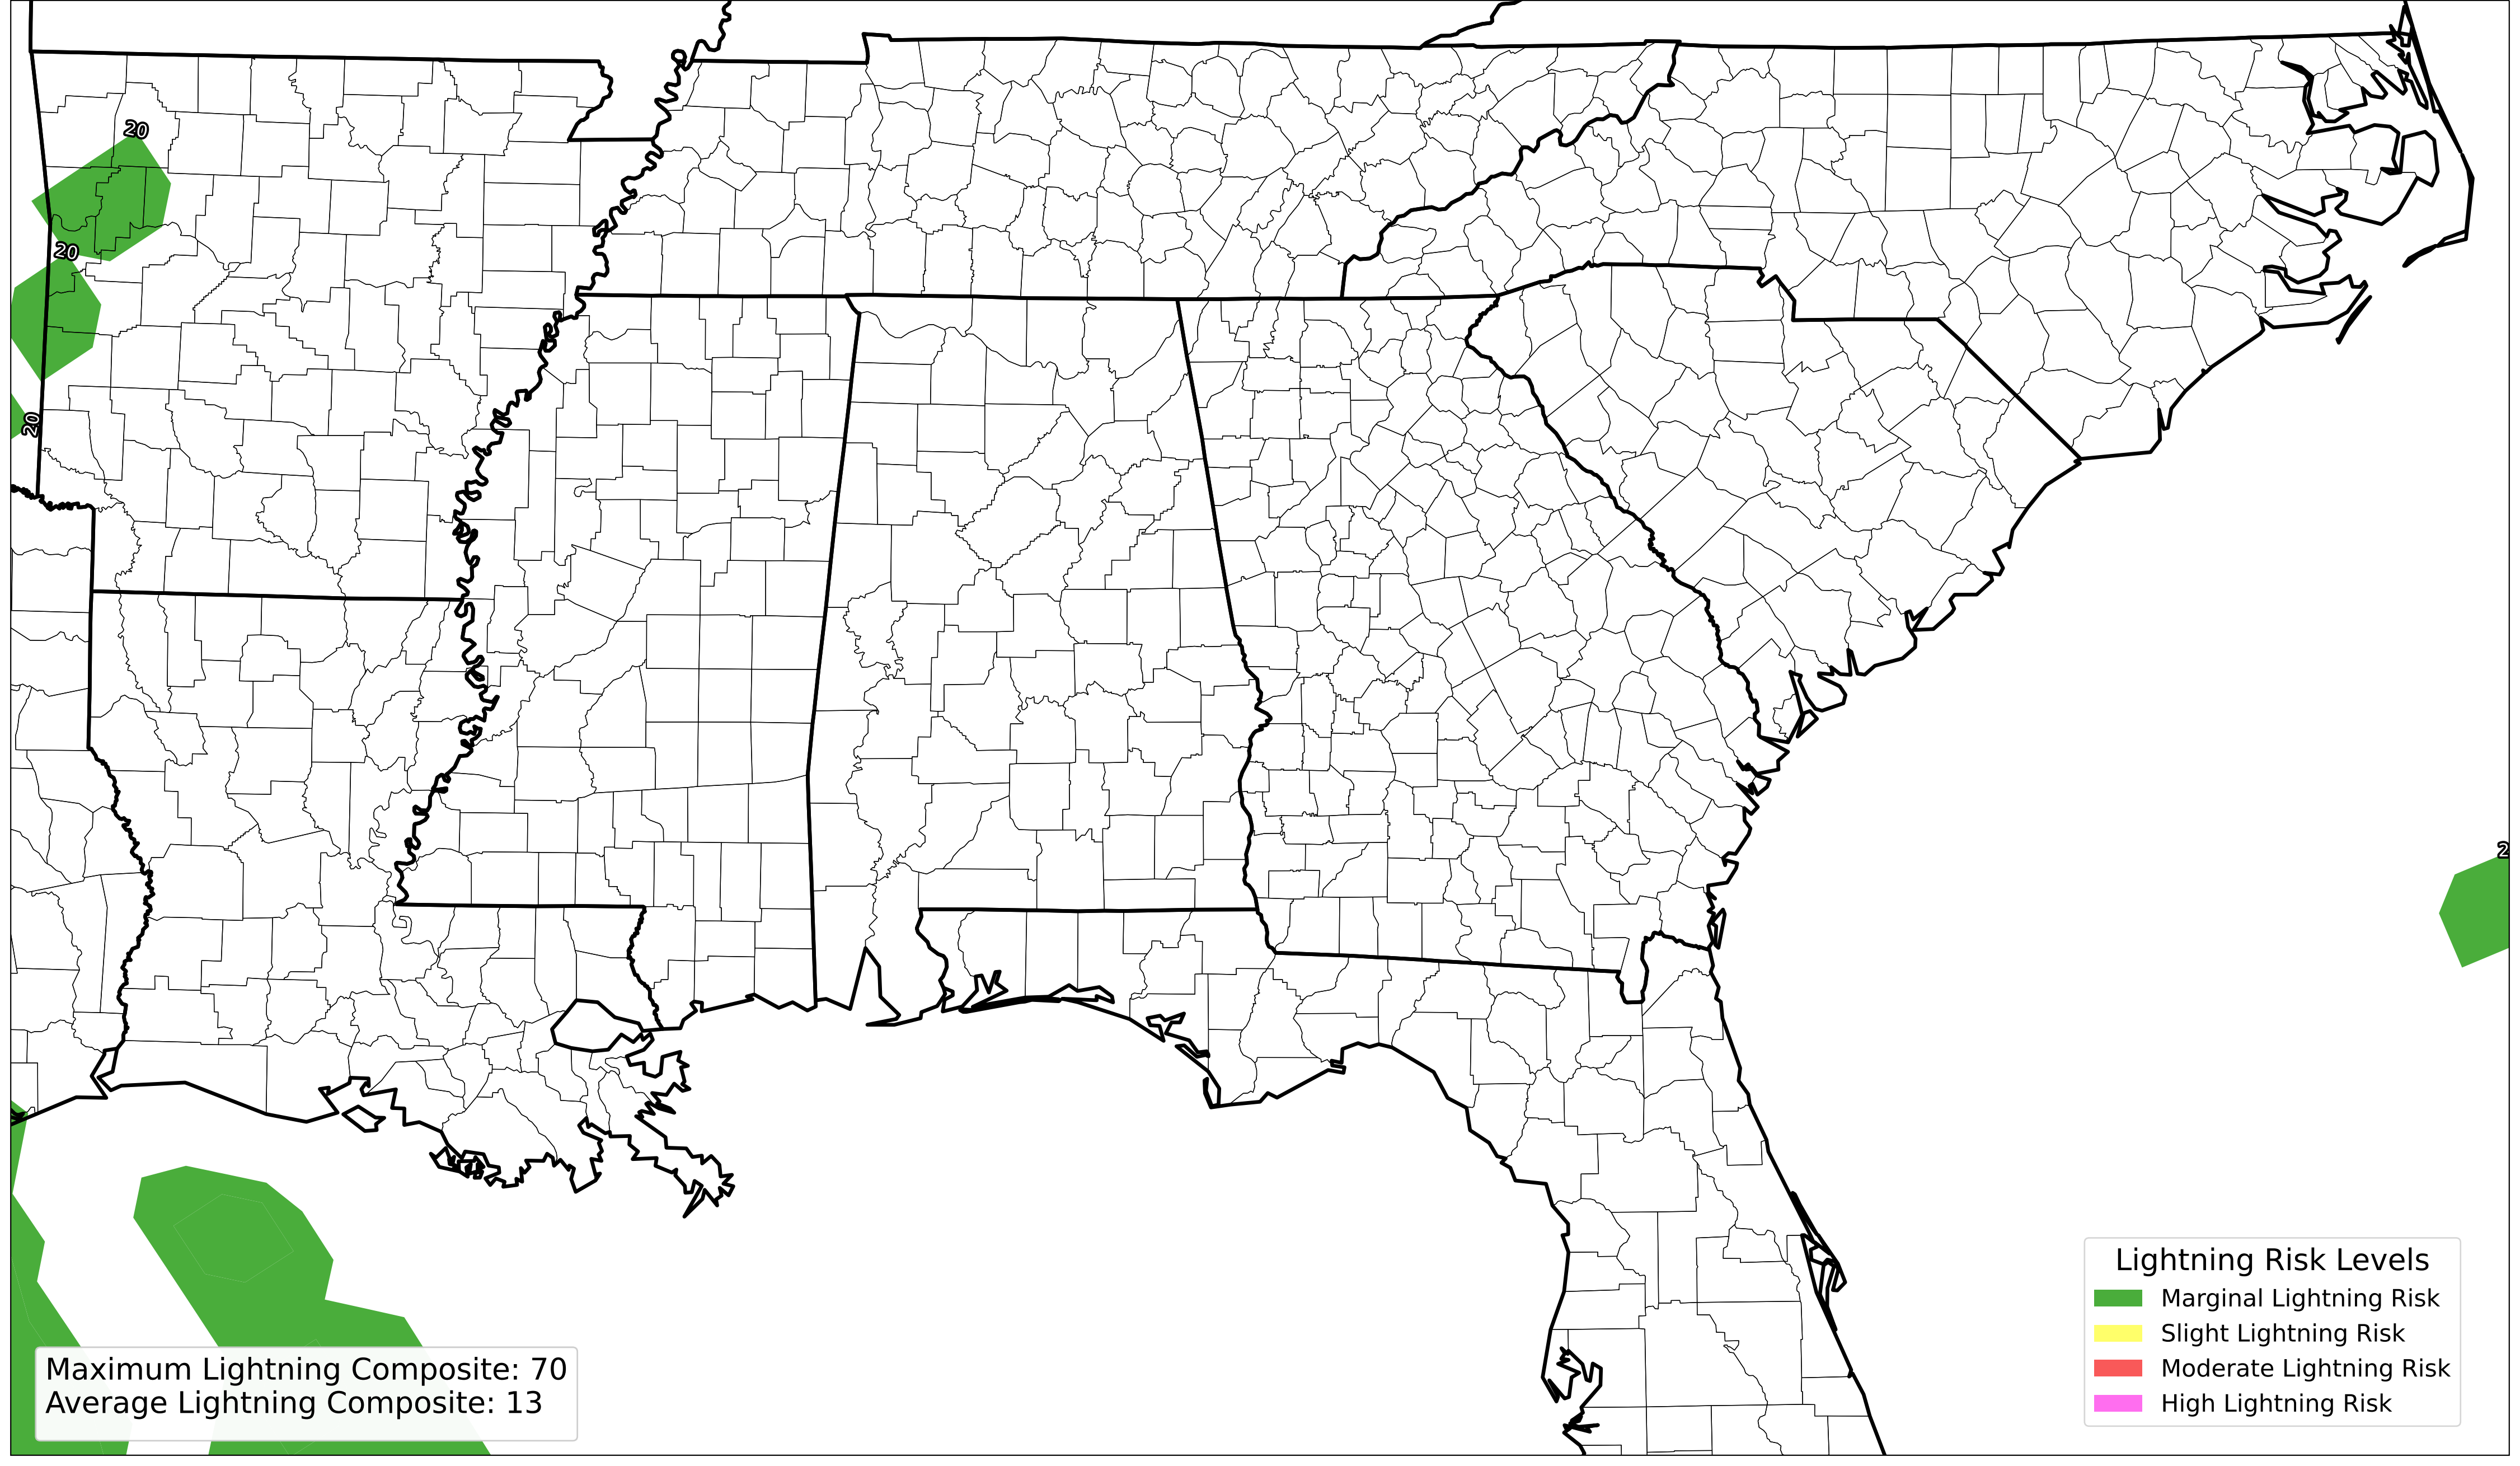 20
20
20
2
Lightning Risk Levels
Marginal Lightning Risk
Slight Lightning Risk
Moderate Lightning Risk
High Lightning Risk
Maximum Lightning Composite: 70
Average Lightning Composite: 13